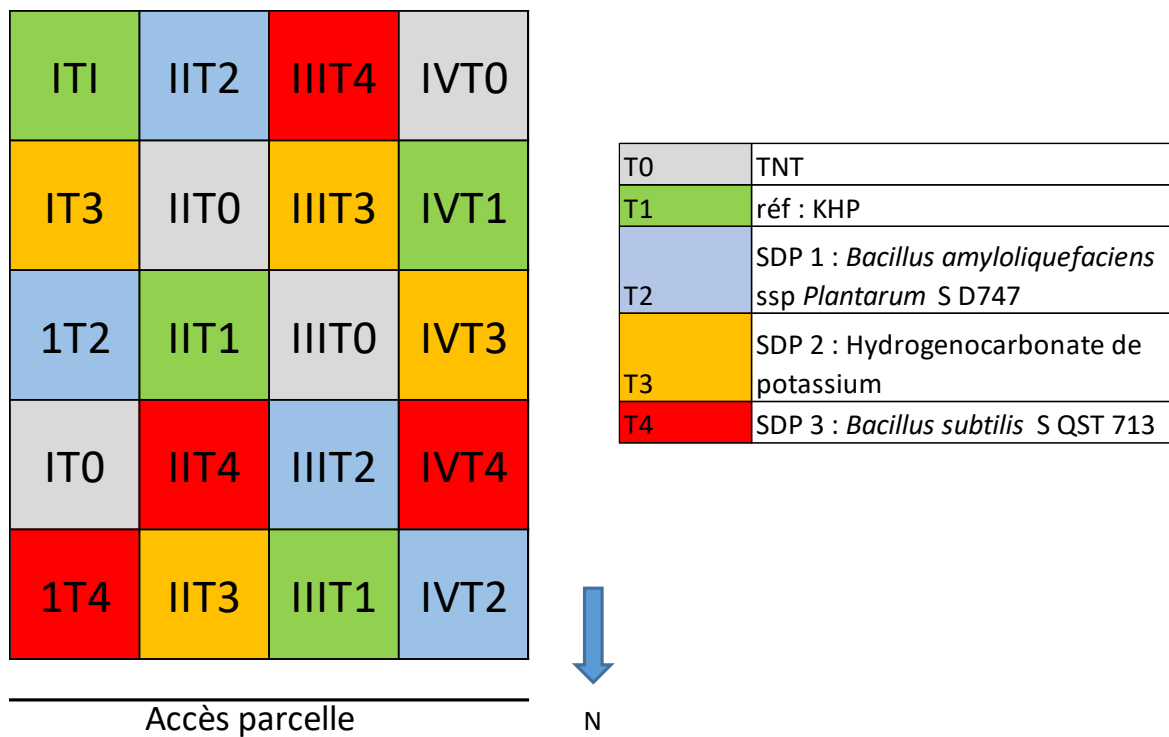 ITI IIT2 IIIT4 IVT0
IT3 IIT0 IIIT3 IVT1
1T2 IIT1 IIIT0 IVT3
IT0 IIT4 IIIT2 IVT4
1T4 IIT3 IIIT1 IVT2
Accès parcelle
N
T0 TNT
T1 réf : KHP
SDP 1 : Bacillus amyloliquefaciens
T2 ssp Plantarum S D747
SDP 2 : Hydrogenocarbonate de
T3 potassium
T4 SDP 3 : Bacillus subtilis S QST 713